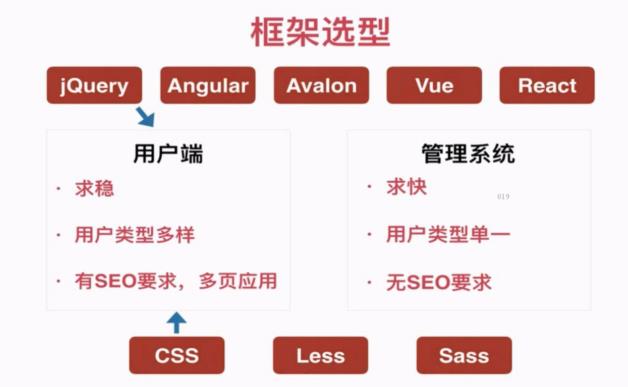 框架选型
jQuery Angular Avalon Vue React
用户端
· 求稳
· 用户类型多样
· 有SEO要求，多页应用
管理系统
· 求快
019
· 用户类型单一
· 无SEO要求
CSS Less Sass